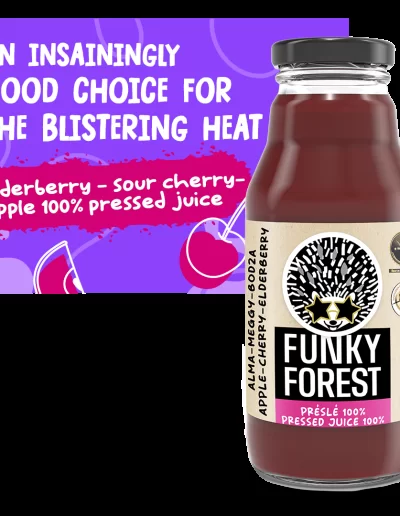 N INSAININGLY
OOD CHOICE FOR
HE BLISTERING HEAT
derberry - sour cherry-
pple 100% pressed juice
ALMA-MEGGY-BODZA
APPLE-CHERRY-ELDERBERRY
FUNKY
FOREST
PRÉSLÉ 100%
PRESSED JUICE 100%